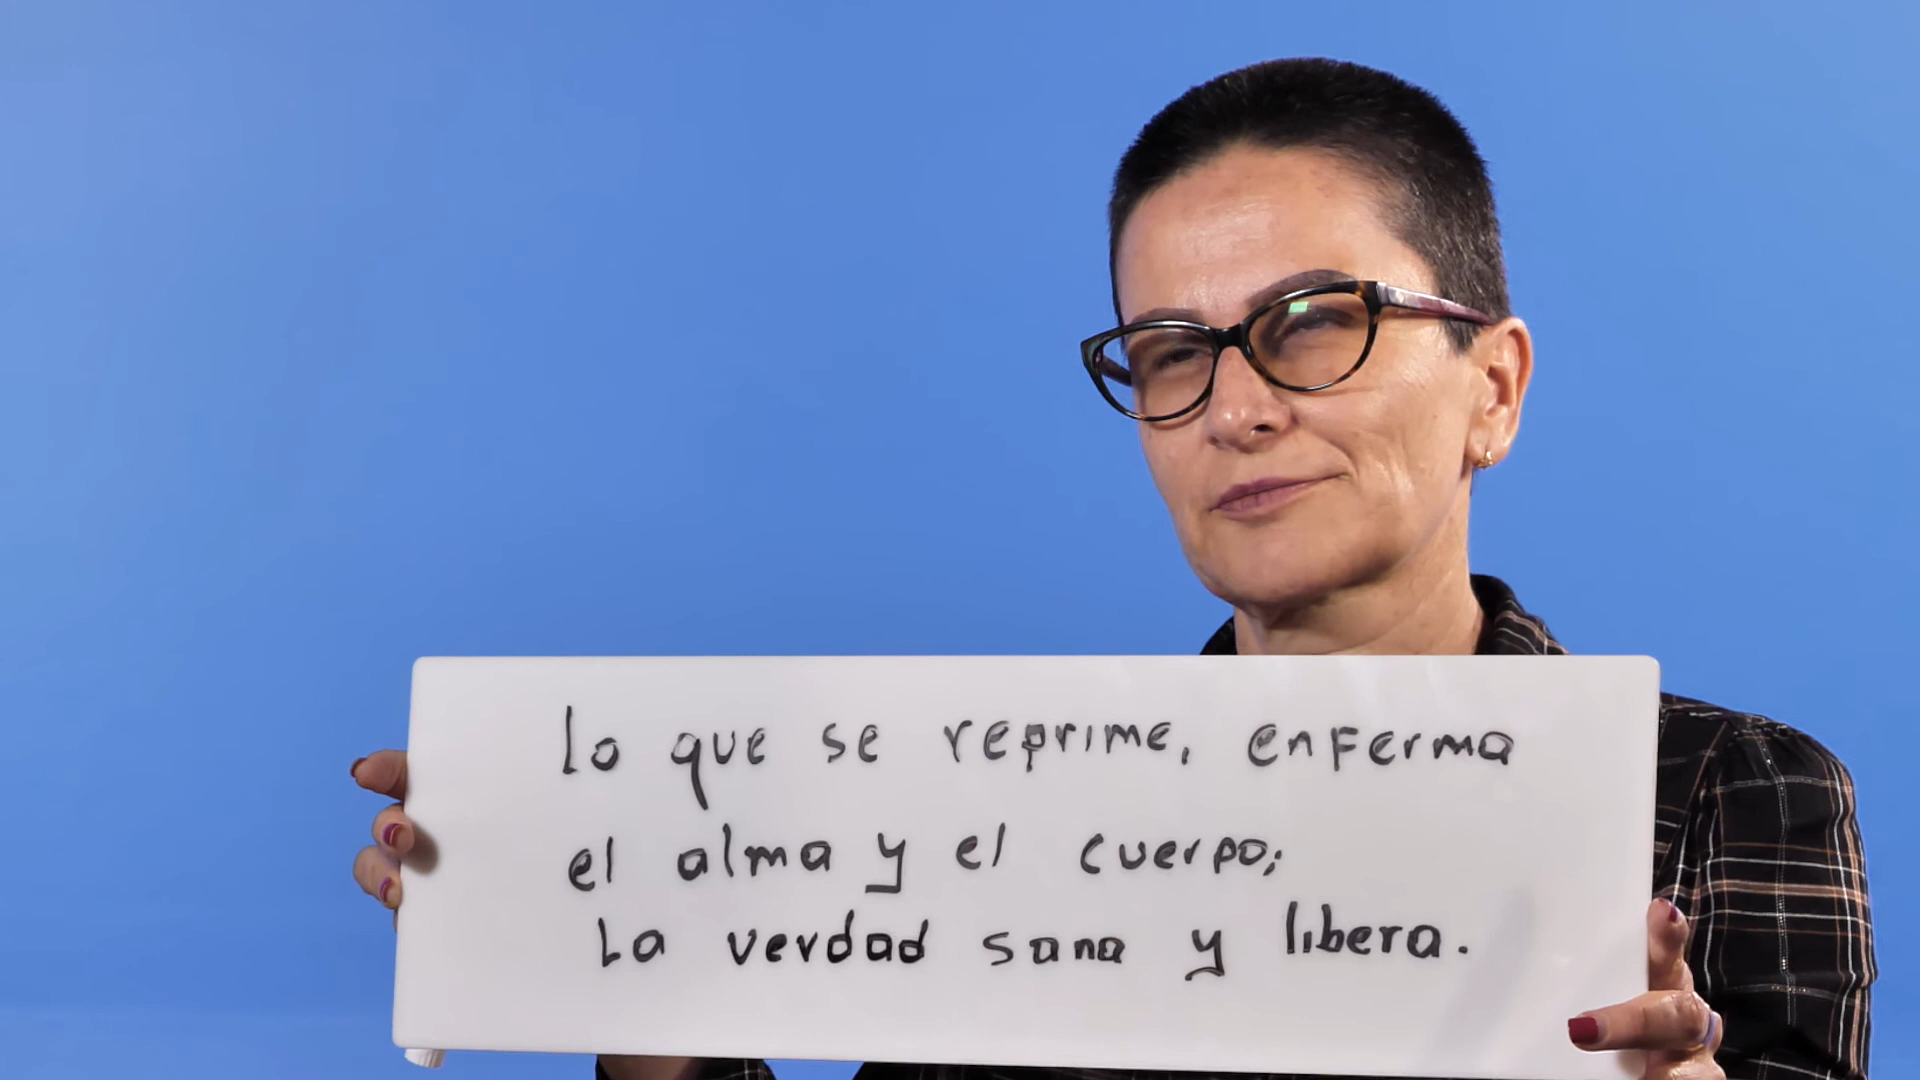 lo que se reprime, enferma
el alma y el cuerpo;
La verdad sana y libera.